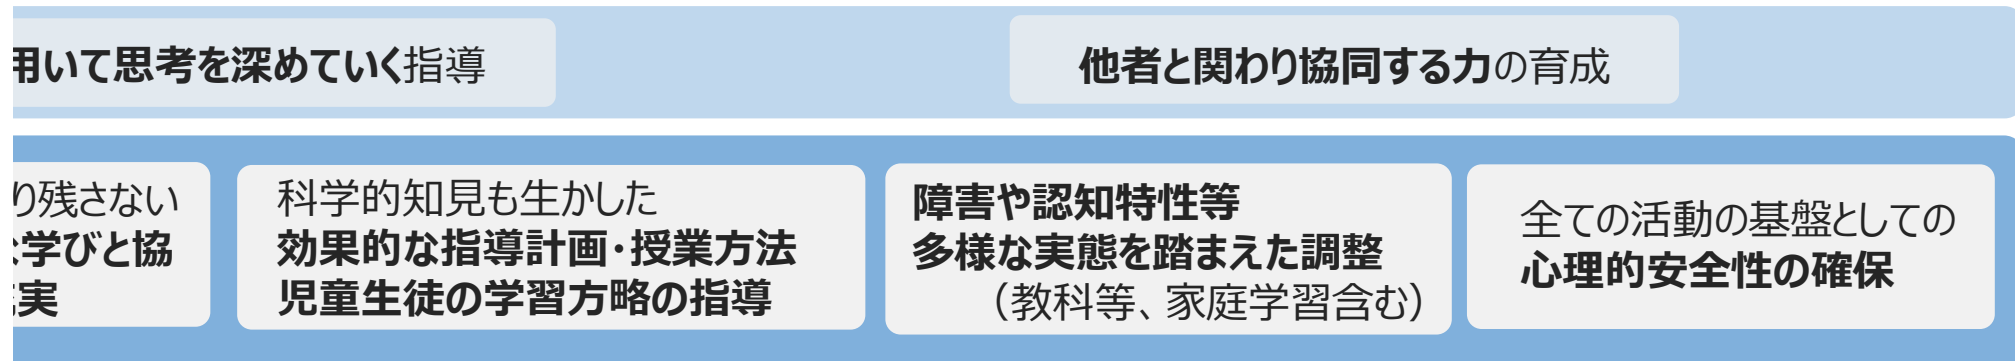 用いて思考を深めていく指導
他者と関わり協同する力の育成
り残さない
学びと協
実
科学的知見も生かした
効果的な指導計画・授業方法
児童生徒の学習方略の指導
障害や認知特性等
多様な実態を踏まえた調整
（教科等、家庭学習含む）
全ての活動の基盤としての
心理的安全性の確保